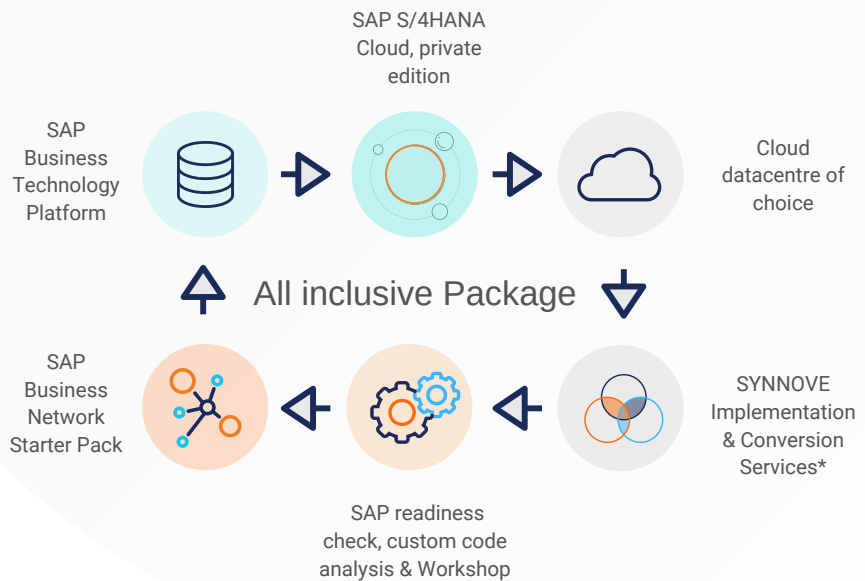 SAP S/4HANA
Cloud, private
edition
SAP
Business
Technology
Platform
Cloud
datacentre of
choice
All inclusive Package
SAP
Business
Network
Starter Pack
SYNNOVE
Implementation
& Conversion
Services*
SAP readiness
check, custom code
analysis & Workshop